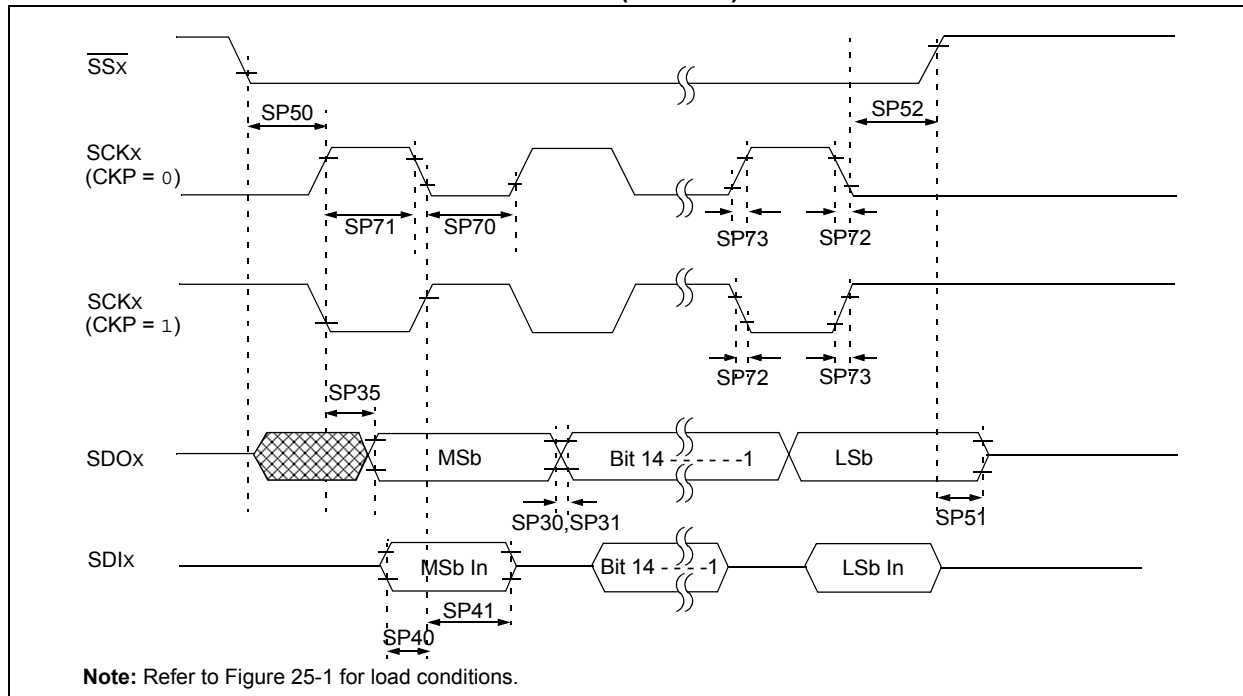 SSx
SP50
SP52
SCKx
(CKP = 0)
SP71
SP70
SP73
SP72
SCKx
(CKP = 1)
SP72
SP73
SP35
SDOx
MSb
Bit 14 - - - - - -1
LSb
SP30,SP31
SP51
SDIx
MSb In
Bit 14 - - - -1
LSb In
SP41
SP40
Note: Refer to Figure 25-1 for load conditions.